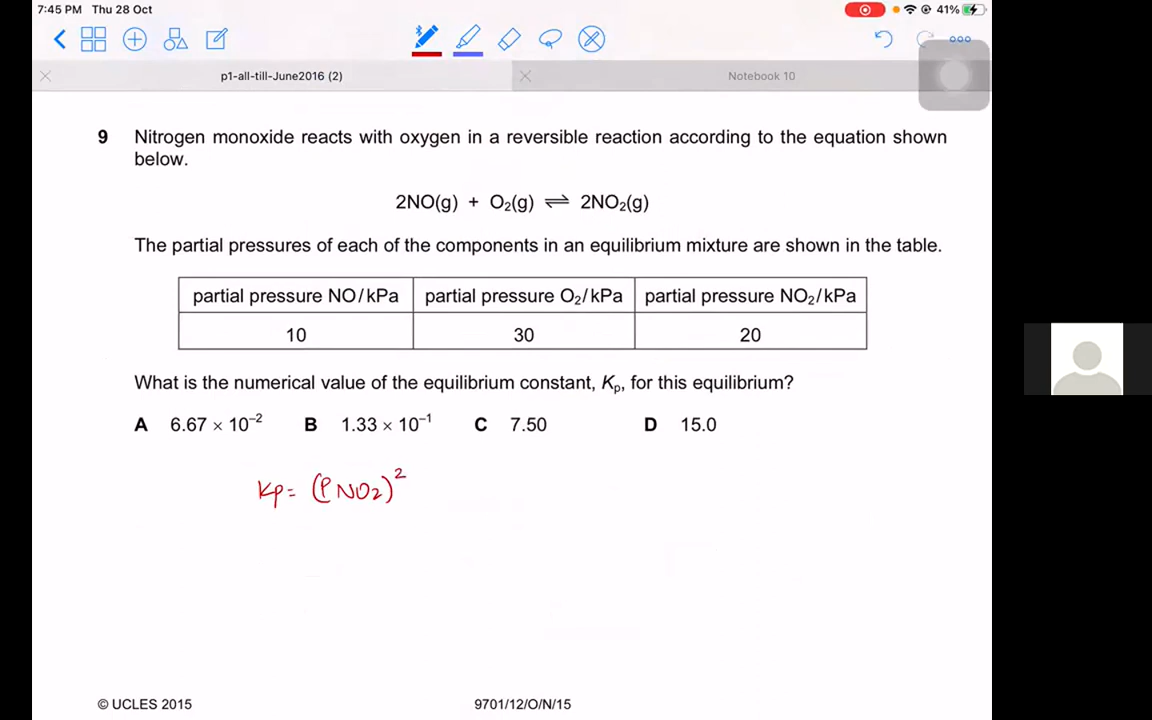 7:45 PM Thu 28 Oct 41%
p1-all-till-June2016 (2) Notebook 10
9 Nitrogen monoxide reacts with oxygen in a reversible reaction according to the equation shown
below.
2NO(g) + O₂(g) ⇌ 2NO₂(g)
The partial pressures of each of the components in an equilibrium mixture are shown in the table.
partial pressure NO/kPa partial pressure O₂/kPa partial pressure NO₂/kPa
10 30 20
What is the numerical value of the equilibrium constant, Kₚ, for this equilibrium?
A 6.67 × 10⁻² B 1.33 × 10⁻¹ C 7.50 D 15.0
Kp= (PNO₂)²
© UCLES 2015 9701/12/O/N/15